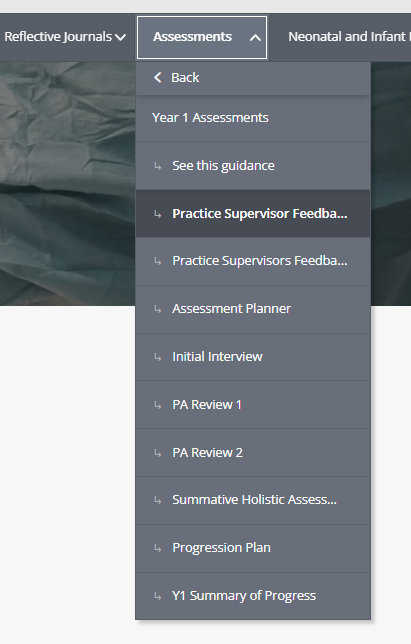 Reflective Journals
Assessments
Neonatal and Infant
Back
Year 1 Assessments
See this guidance
Practice Supervisor Feedba...
Practice Supervisors Feedba...
Assessment Planner
Initial Interview
PA Review 1
PA Review 2
Summative Holistic Assess...
Progression Plan
Y1 Summary of Progress